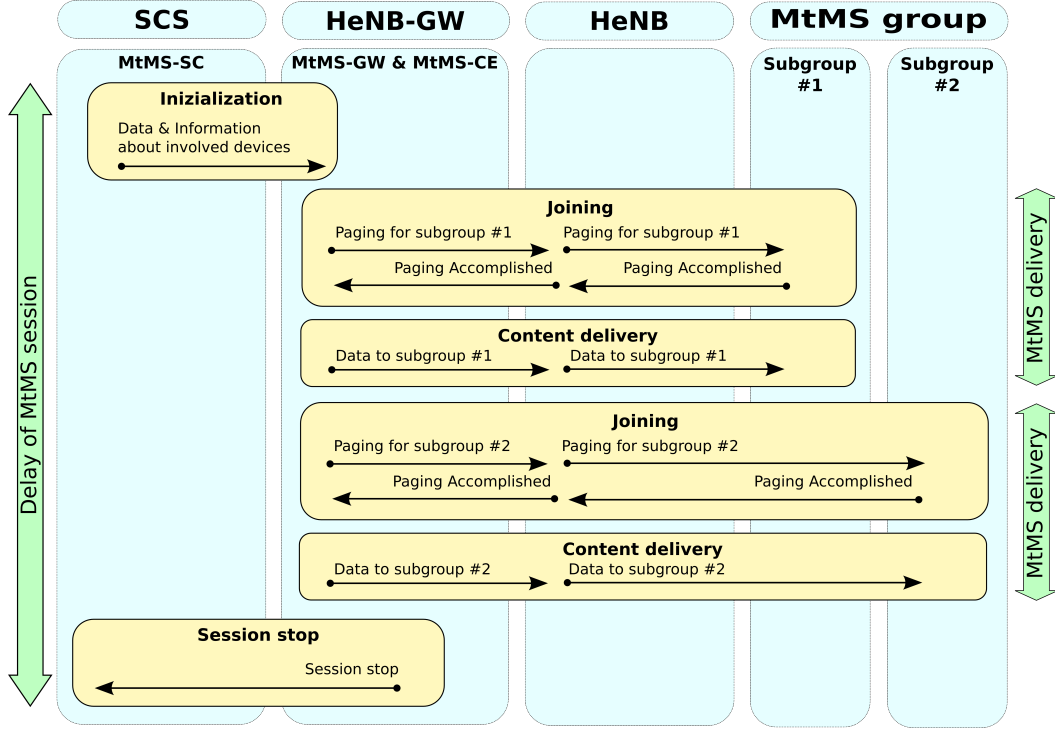 SCS
HeNB-GW
HeNB
MtMS group
MtMS-SC
MtMS-GW & MtMS-CE
Subgroup
#1
Subgroup
#2
Inizialization
Data & Information
about involved devices
Joining
Paging for subgroup #1
Paging for subgroup #1
Paging Accomplished
Paging Accomplished
Content delivery
Data to subgroup #1
Data to subgroup #1
Joining
Paging for subgroup #2
Paging for subgroup #2
Paging Accomplished
Paging Accomplished
Content delivery
Data to subgroup #2
Data to subgroup #2
Session stop
Session stop
Delay of MtMS session
MtMS delivery
MtMS delivery